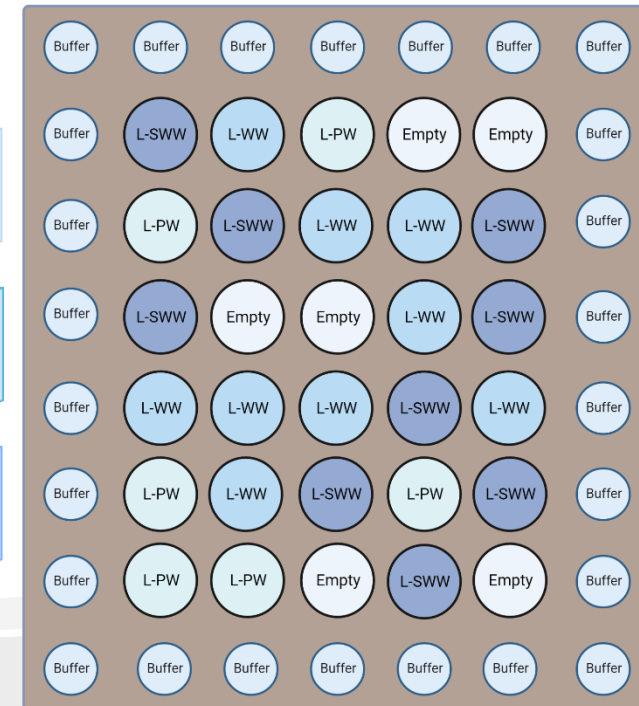 Buffer Buffer Buffer Buffer Buffer Buffer
Buffer L-SWW L-WW L-PW Empty Empty Buffer
Buffer L-PW L-SWW L-WW L-WW L-SWW Buffer
Buffer L-SWW Empty Empty L-WW L-SWW Buffer
Buffer L-WW L-WW L-WW L-SWW L-WW Buffer
Buffer L-PW L-WW L-SWW L-PW L-SWW Buffer
Buffer L-PW L-PW Empty L-SWW Empty Buffer
Buffer Buffer Buffer Buffer Buffer Buffer Buffer